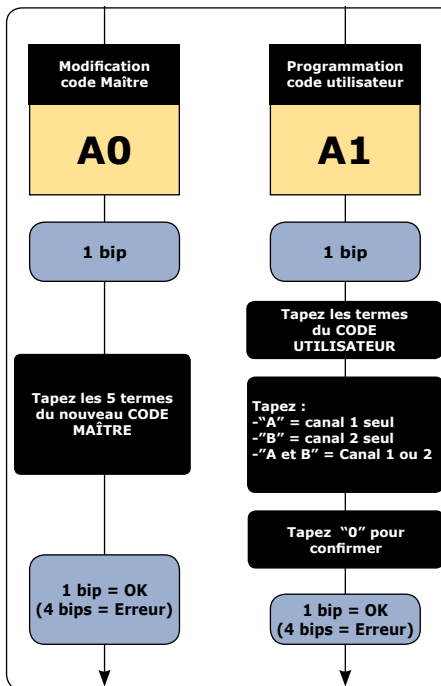 Modification
code Maître
A0
1 bip
Tapez les 5 termes
du nouveau CODE
MAÎTRE
1 bip = OK
(4 bips = Erreur)
Programmation
code utilisateur
A1
1 bip
Tapez les termes
du CODE
UTILISATEUR
Tapez :
-“A” = canal 1 seul
-”B” = canal 2 seul
-”A et B” = Canal 1 ou 2
Tapez “0” pour
confirmer
1 bip = OK
(4 bips = Erreur)